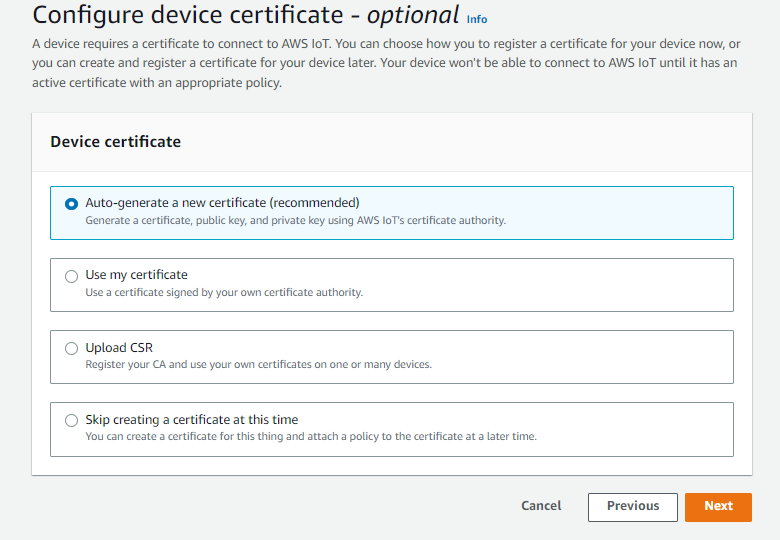 Configure device certificate - optional Info
A device requires a certificate to connect to AWS IoT. You can choose how you to register a certificate for your device now, or
you can create and register a certificate for your device later. Your device won't be able to connect to AWS IoT until it has an
active certificate with an appropriate policy.
Device certificate
Auto-generate a new certificate (recommended)
Generate a certificate, public key, and private key using AWS IoT's certificate authority.
Use my certificate
Use a certificate signed by your own certificate authority.
Upload CSR
Register your CA and use your own certificates on one or many devices.
Skip creating a certificate at this time
You can create a certificate for this thing and attach a policy to the certificate at a later time.
Cancel Previous Next